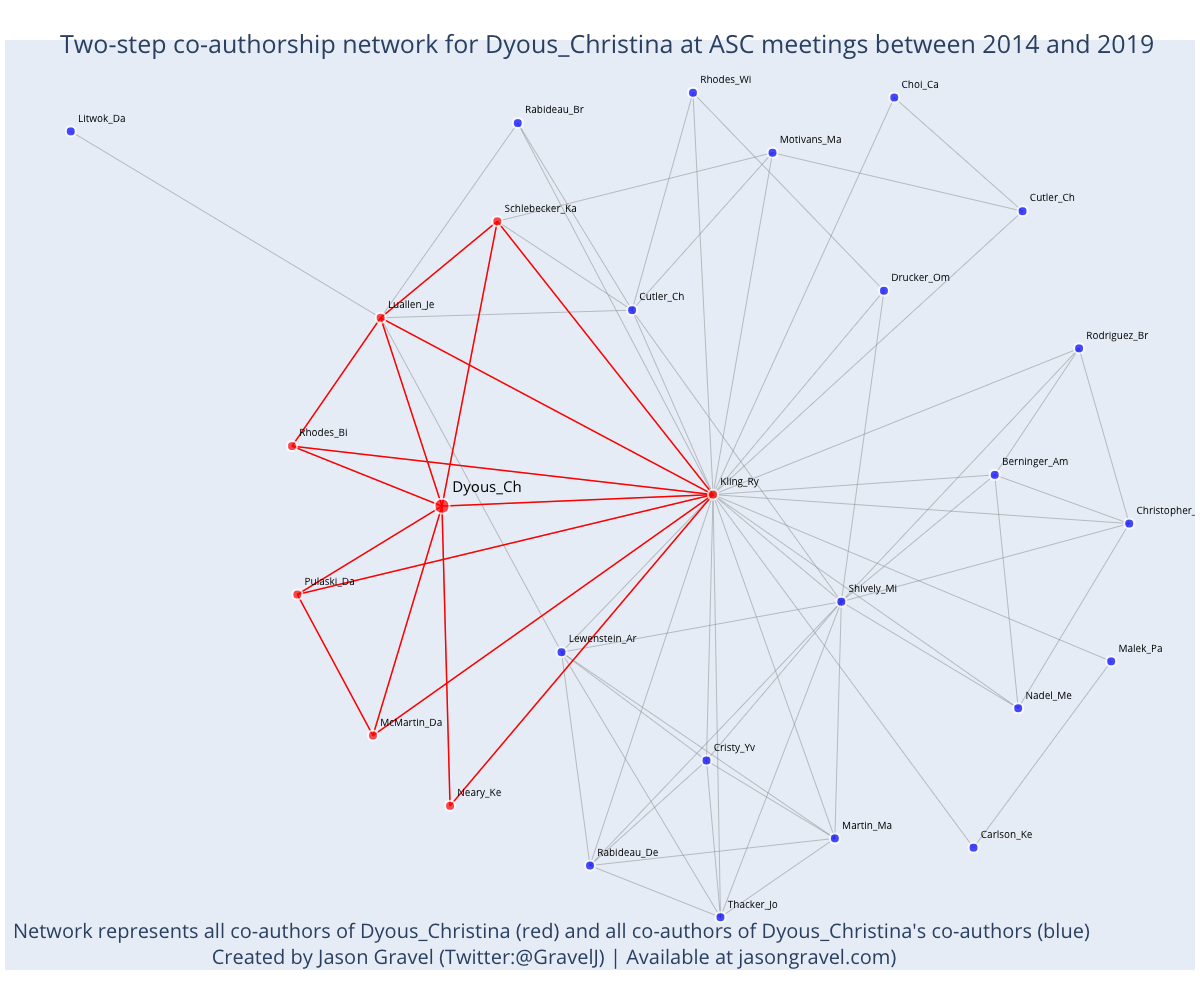 Two-step co-authorship network for Dyous_Christina at ASC meetings between 2014 and 2019
Rhodes_Wi
Choi_Ca
Rabideau_Br
Litwok_Da
Motivans_Ma
Cutler_Ch
Schlebecker_Ka
Drucker_Om
Cutler_Ch
Luallen_Je
Rodriguez_Br
Rhodes_Bi
Berninger_Am
Kling_Ry
Dyous_Ch
Christopher_
Pulaski_Da
Shively_Mi
Lewenstein_Ar
Malek_Pa
Nadel_Me
McMartin_Da
Cristy_Yv
Neary_Ke
Martin_Ma
Carlson_Ke
Rabideau_De
Thacker_Jo
Network represents all co-authors of Dyous_Christina (red) and all co-authors of Dyous_Christina's co-authors (blue)
Created by Jason Gravel (Twitter:@GravelJ) | Available at jasongravel.com)